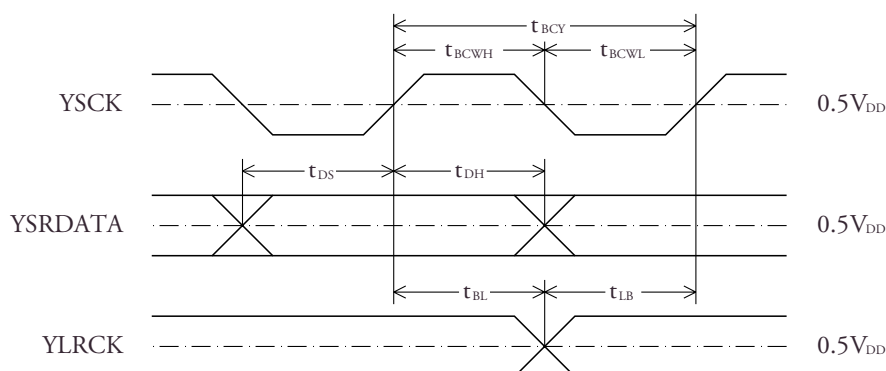 tBCY
tBCWH tBCWL
YSCK 0.5VDD
tDS tDH
YSRDATA 0.5VDD
tBL tLB
YLRCK 0.5VDD